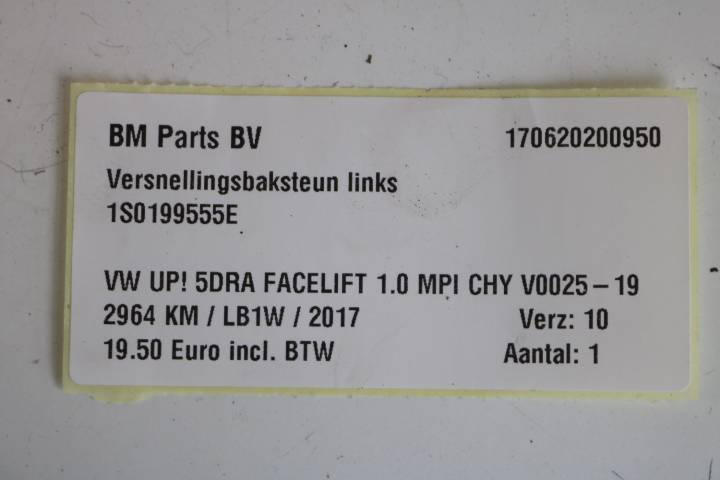 BM Parts BV 170620200950
Versnellingsbaksteun links
1S0199555E
VW UP! 5DRA FACELIFT 1.0 MPI CHY V0025-19
2964 KM / LB1W / 2017 Verz: 10
19.50 Euro incl. BTW Aantal: 1